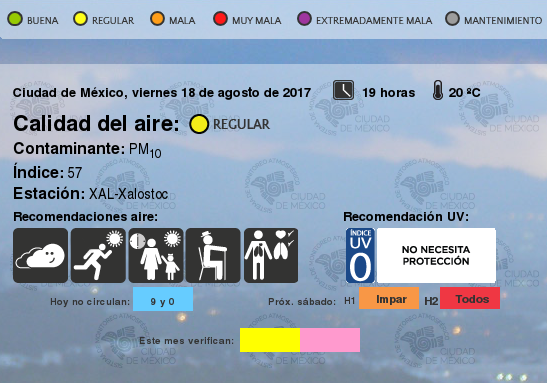 BUENA REGULAR MALA MUY MALA EXTREMADAMENTE MALA MANTENIMIENTO
Ciudad de México, viernes 18 de agosto de 2017 19 horas 20 ºC
Calidad del aire: REGULAR
Contaminante: PM10
Índice: 57
Estación: XAL-Xalostoc
Recomendaciones aire: Recomendación UV:
ÍNDICE
UV
0
NO NECESITA
PROTECCIÓN
Hoy no circulan: 9 y 0 Próx. sábado: H1 Impar H2 Todos
Este mes verifican:
CIUDAD
DE MÉXICO